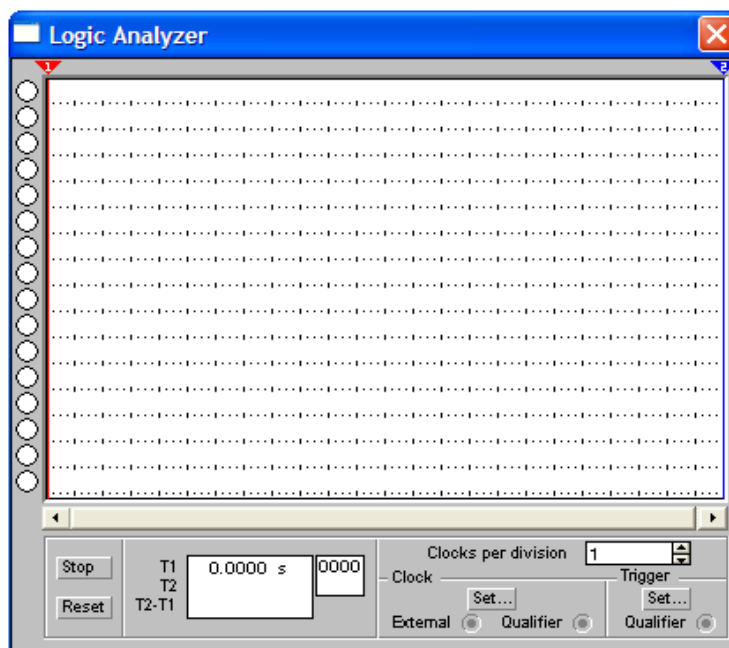 Logic Analyzer
1 2
Clocks per division 1
Stop T1 0.0000 s 0000
T2
Clock Trigger
Reset T2-T1 Set... Set...
External Qualifier Qualifier